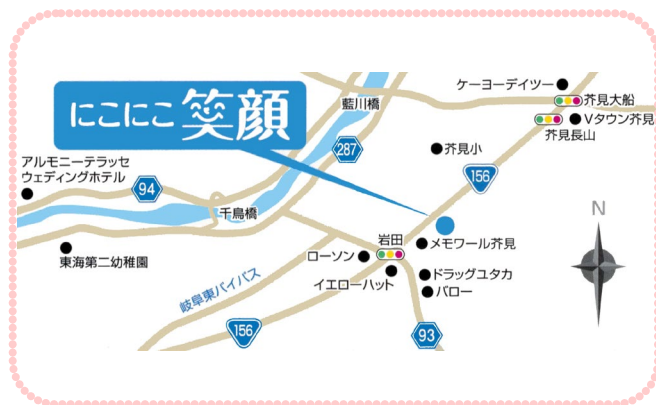 にこにこ 笑顔
藍川橋
ケーヨーデイツー
芥見大船
Vタウン芥見
芥見長山
287
芥見小
156
アルモニーテラッセ
ウェディングホテル
94
千鳥橋
N
東海第二幼稚園
岩田
メモワール芥見
ローソン
イエローハット
ドラッグユタカ
バロー
岐阜東バイパス
156
93